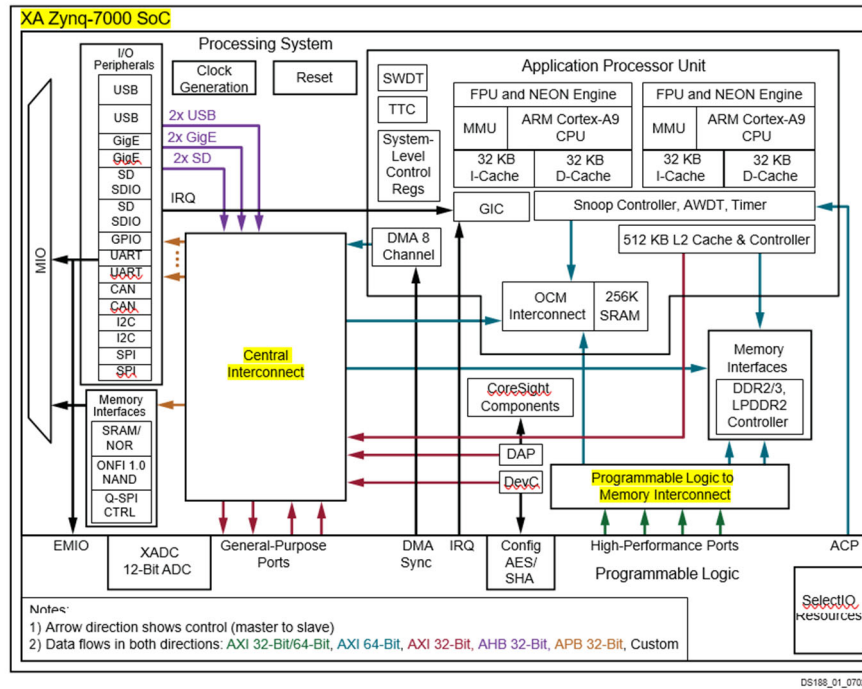 XA Zynq-7000 SoC
Processing System
I/O
Peripherals
USB
USB
GigE
GigE
SD
SDIO
SD
SDIO
GPIO
UART
UART
CAN
CAN
I2C
I2C
SPI
SPI
MIO
Memory
Interfaces
SRAM/
NOR
ONFI 1.0
NAND
Q-SPI
CTRL
Clock
Generation
Reset
2x USB
2x GigE
2x SD
IRQ
Central
Interconnect
SWDT
TTC
System-
Level
Control
Regs
DMA 8
Channel
Application Processor Unit
FPU and NEON Engine
MMU
ARM Cortex-A9
CPU
32 KB
I-Cache
32 KB
D-Cache
FPU and NEON Engine
MMU
ARM Cortex-A9
CPU
32 KB
I-Cache
32 KB
D-Cache
GIC
Snoop Controller, AWDT, Timer
512 KB L2 Cache & Controller
OCM
Interconnect
256K
SRAM
Memory
Interfaces
DDR2/3,
LPDDR2
Controller
CoreSight
Components
DAP
DevC
Programmable Logic to
Memory Interconnect
EMIO
XADC
12-Bit ADC
General-Purpose
Ports
DMA
Sync
IRQ
Config
AES/
SHA
High-Performance Ports
ACP
Programmable Logic
SelectIO
Resources
Notes:
1) Arrow direction shows control (master to slave)
2) Data flows in both directions: AXI 32-Bit/64-Bit, AXI 64-Bit, AXI 32-Bit, AHB 32-Bit, APB 32-Bit, Custom